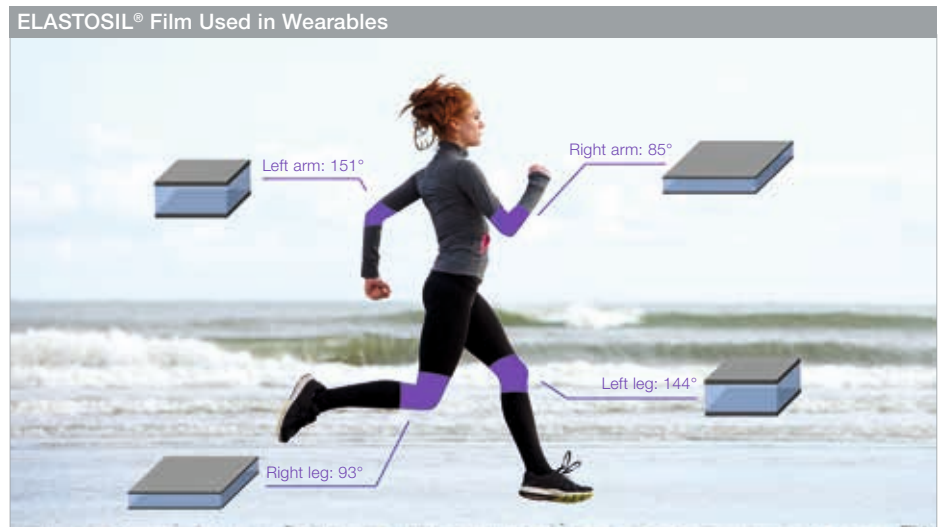 ELASTOSIL® Film Used in Wearables
Left arm: 151°
Right arm: 85°
Left leg: 144°
Right leg: 93°